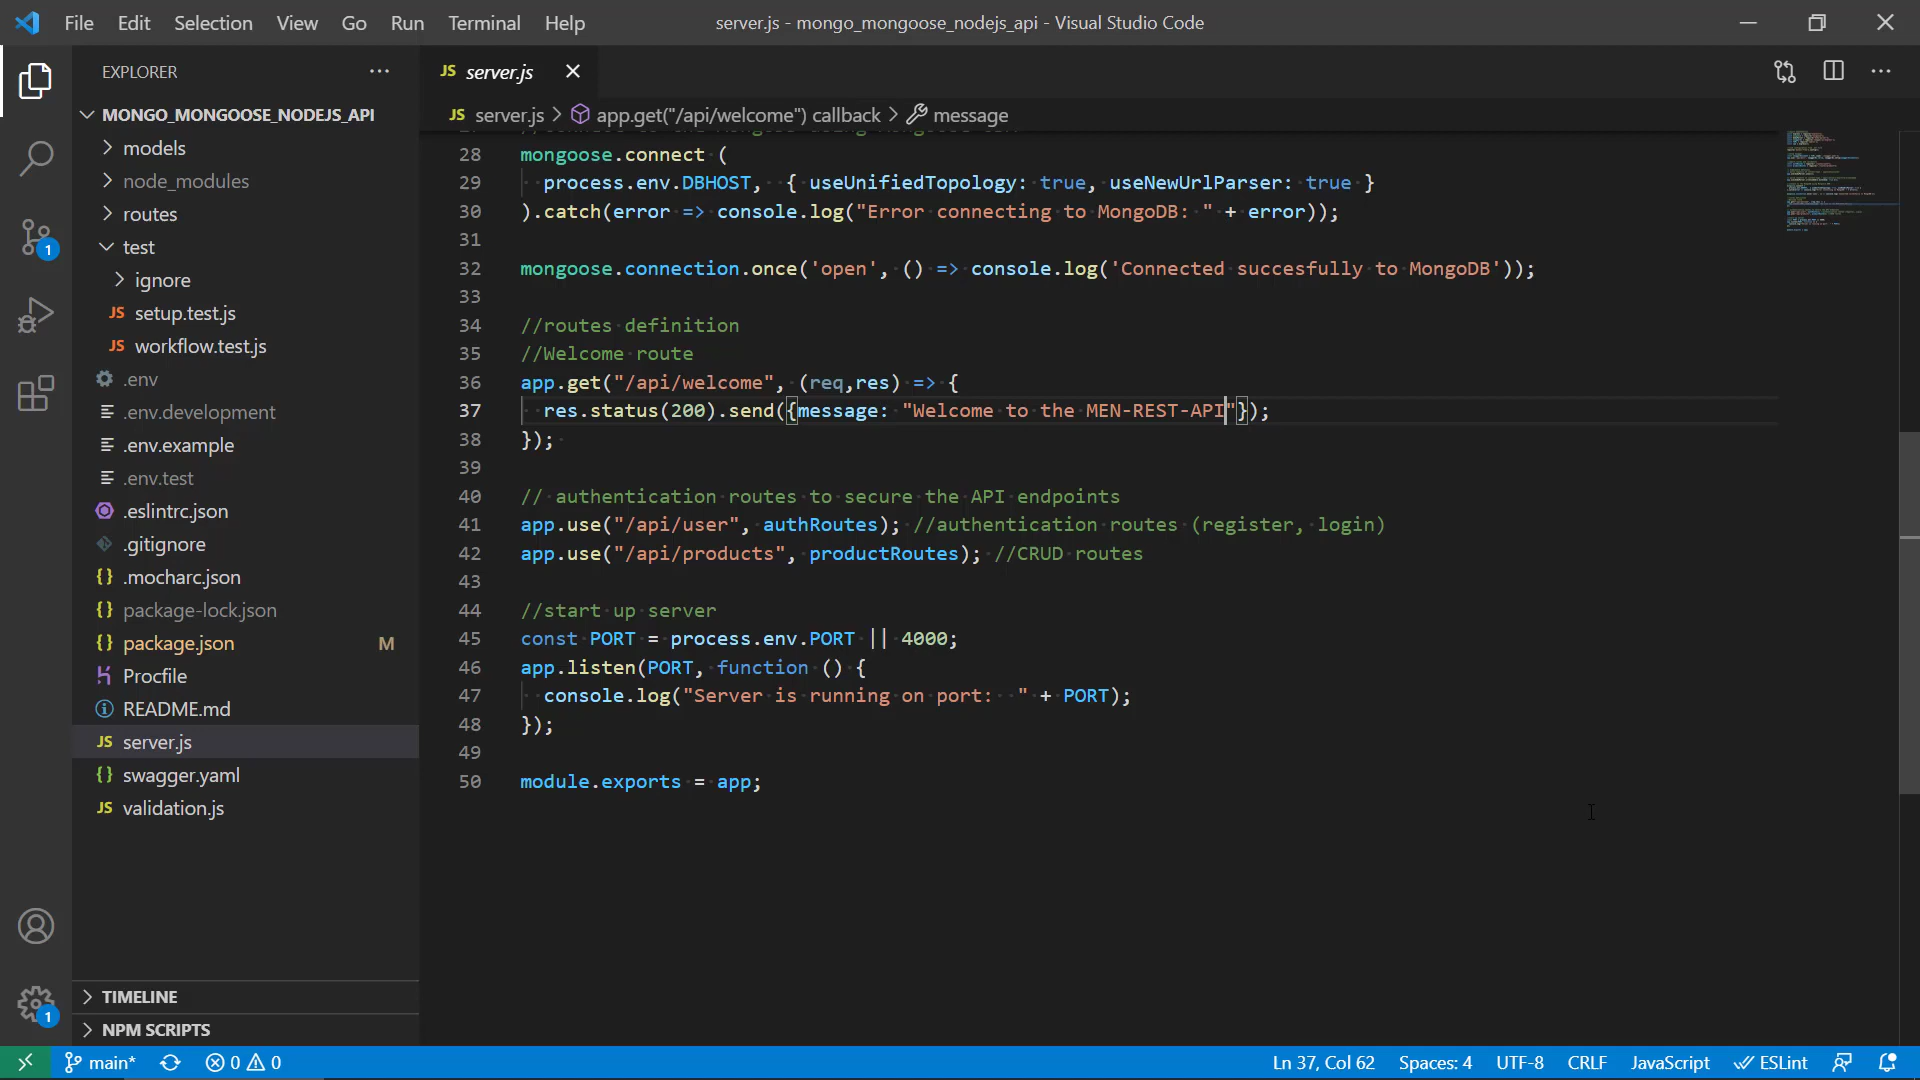 File Edit Selection View Go Run Terminal Help
server.js - mongo_mongoose_nodejs_api - Visual Studio Code
EXPLORER
MONGO_MONGOOSE_NODEJS_API
models
node_modules
routes
test
ignore
JS setup.test.js
JS workflow.test.js
.env
.env.development
.env.example
.env.test
.eslintrc.json
.gitignore
{} .mocharc.json
{} package-lock.json
{} package.json M
Procfile
README.md
JS server.js
{} swagger.yaml
JS validation.js
TIMELINE
NPM SCRIPTS
1
1
JS server.js
JS server.js > app.get("/api/welcome") callback > message
28 mongoose.connect (
29 process.env.DBHOST, { useUnifiedTopology: true, useNewUrlParser: true }
30 ).catch(error => console.log("Error connecting to MongoDB: " + error));
31
32 mongoose.connection.once('open', () => console.log('Connected succesfully to MongoDB'));
33
34 //routes definition
35 //Welcome route
36 app.get("/api/welcome", (req,res) => {
37 res.status(200).send({message: "Welcome to the MEN-REST-API"});
38 });
39
40 // authentication routes to secure the API endpoints
41 app.use("/api/user", authRoutes); //authentication routes (register, login)
42 app.use("/api/products", productRoutes); //CRUD routes
43
44 //start up server
45 const PORT = process.env.PORT || 4000;
46 app.listen(PORT, function () {
47 console.log("Server is running on port:  " + PORT);
48 });
49
50 module.exports = app;
main* 0 0 Ln 37, Col 62 Spaces: 4 UTF-8 CRLF JavaScript ESLint